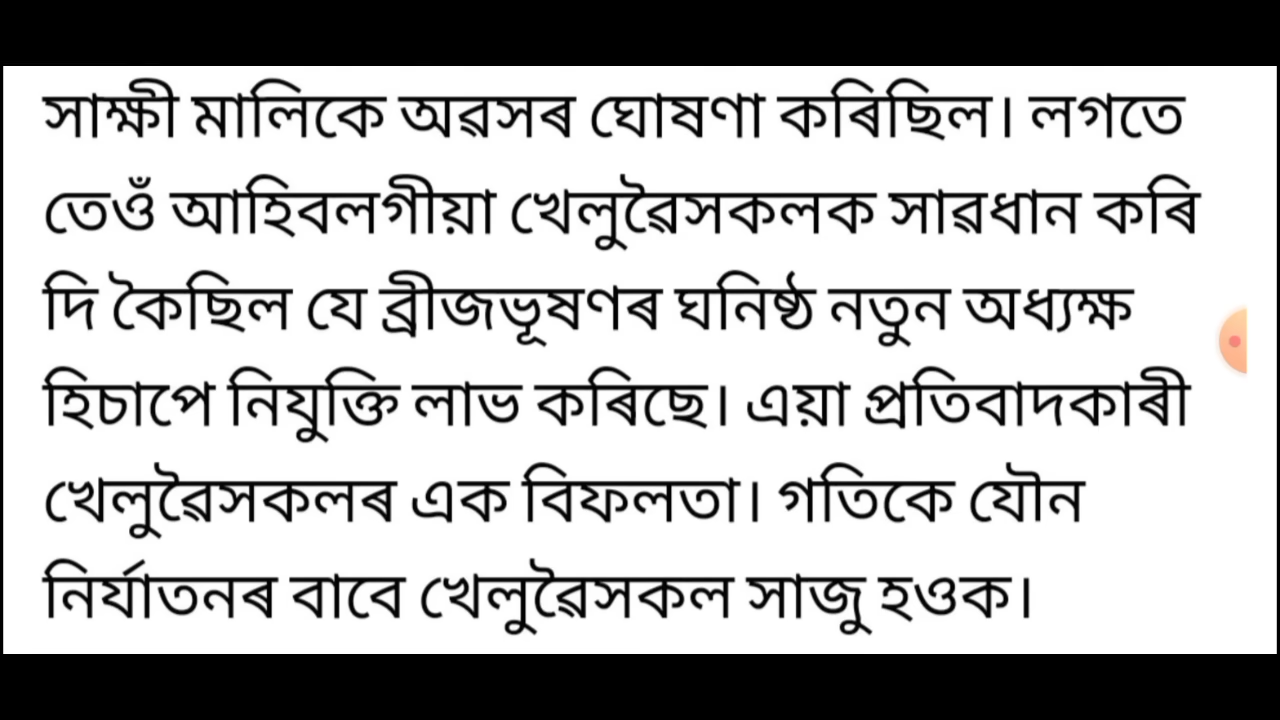 সাক্ষী মালিকে অৱসৰ ঘোষণা কৰিছিল। লগতে
তেওঁ আহিবলগীয়া খেলুৱৈসকলক সাৱধান কৰি
দি কৈছিল যে ব্ৰীজভূষণৰ ঘনিষ্ঠ নতুন অধ্যক্ষ
হিচাপে নিযুক্তি লাভ কৰিছে। এয়া প্ৰতিবাদকাৰী
খেলুৱৈসকলৰ এক বিফলতা। গতিকে যৌন
নিৰ্যাতনৰ বাবে খেলুৱৈসকল সাজু হওক।